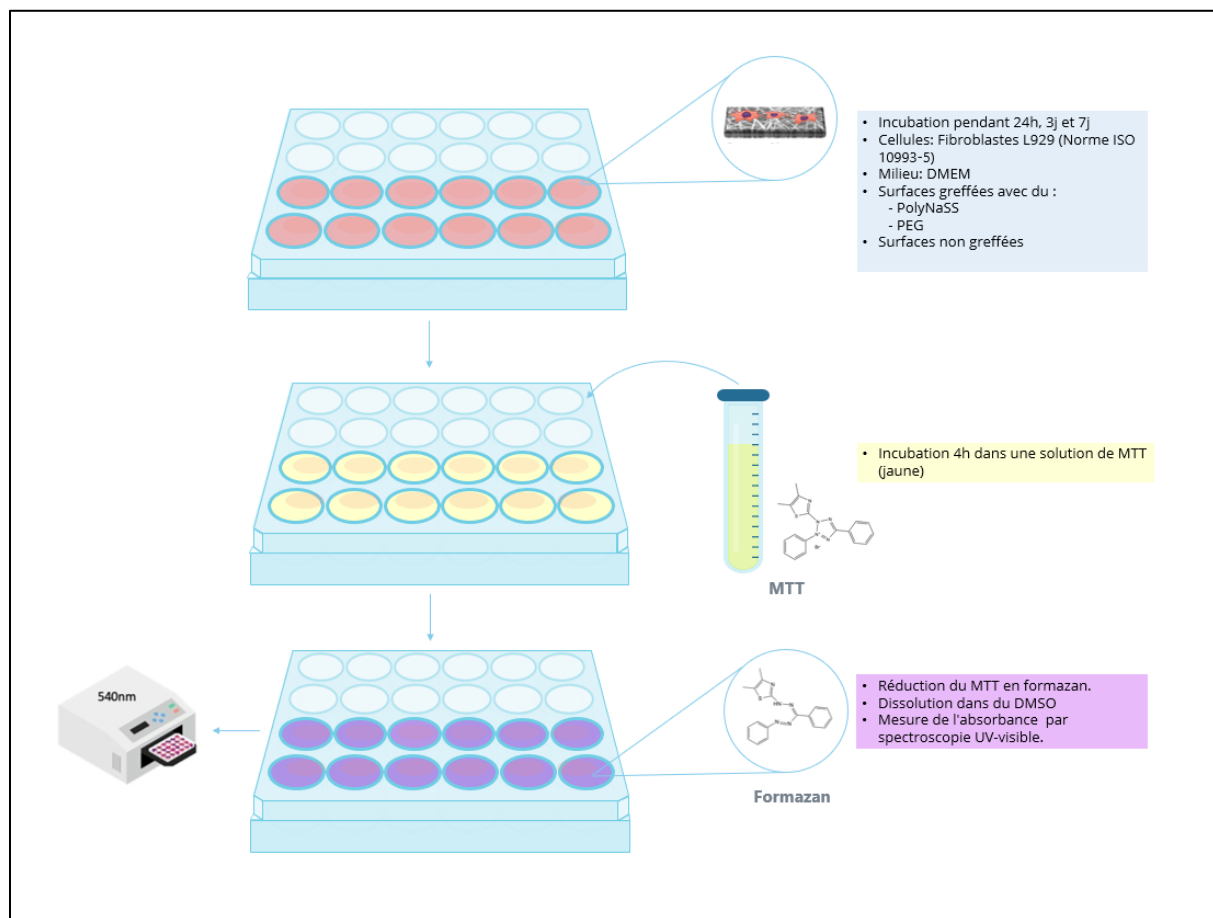 • Incubation pendant 24h, 3j et 7j
• Cellules: Fibroblastes L929 (Norme ISO
10993-5)
• Milieu: DMEM
• Surfaces greffées avec du :
- PolyNaSS
- PEG
• Surfaces non greffées
• Incubation 4h dans une solution de MTT
(jaune)
MTT
540nm
• Réduction du MTT en formazan.
• Dissolution dans du DMSO
• Mesure de l'absorbance par
spectroscopie UV-visible.
Formazan